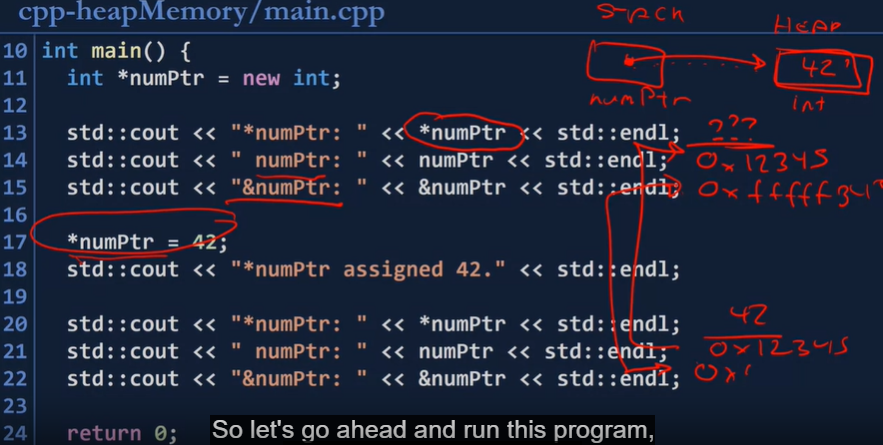 cpp-heapMemory/main.cpp
STACK
HEAP
10 int main() {
11 int *numPtr = new int;
42
numPtr
int
12
13 std::cout << "*numPtr: " << *numPtr << std::endl; ???
14 std::cout << " numPtr: " << numPtr << std::endl; 0x12345
15 std::cout << "&numPtr: " << &numPtr << std::endl; 0xfffff34
16
17 *numPtr = 42;
18 std::cout << "*numPtr assigned 42." << std::endl;
19
20 std::cout << "*numPtr: " << *numPtr << std::endl; 42
21 std::cout << " numPtr: " << numPtr << std::endl; 0x12345
22 std::cout << "&numPtr: " << &numPtr << std::endl; 0x
23
24 return 0;
So let's go ahead and run this program,